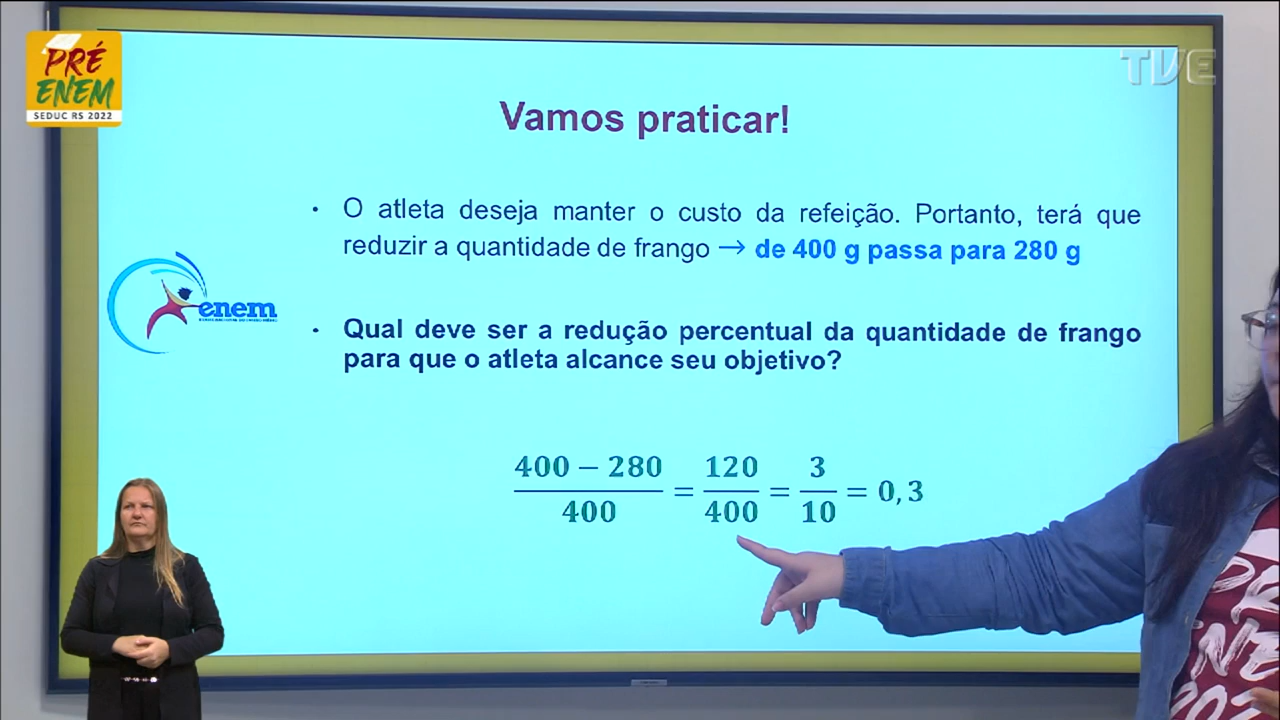 PRÉ
ENEM
SEDUC RS 2022
TVE
Vamos praticar!
• O atleta deseja manter o custo da refeição. Portanto, terá que
reduzir a quantidade de frango → de 400 g passa para 280 g
enem
• Qual deve ser a redução percentual da quantidade de frango
para que o atleta alcance seu objetivo?
400 − 280 / 400 = 120 / 400 = 3 / 10 = 0,3